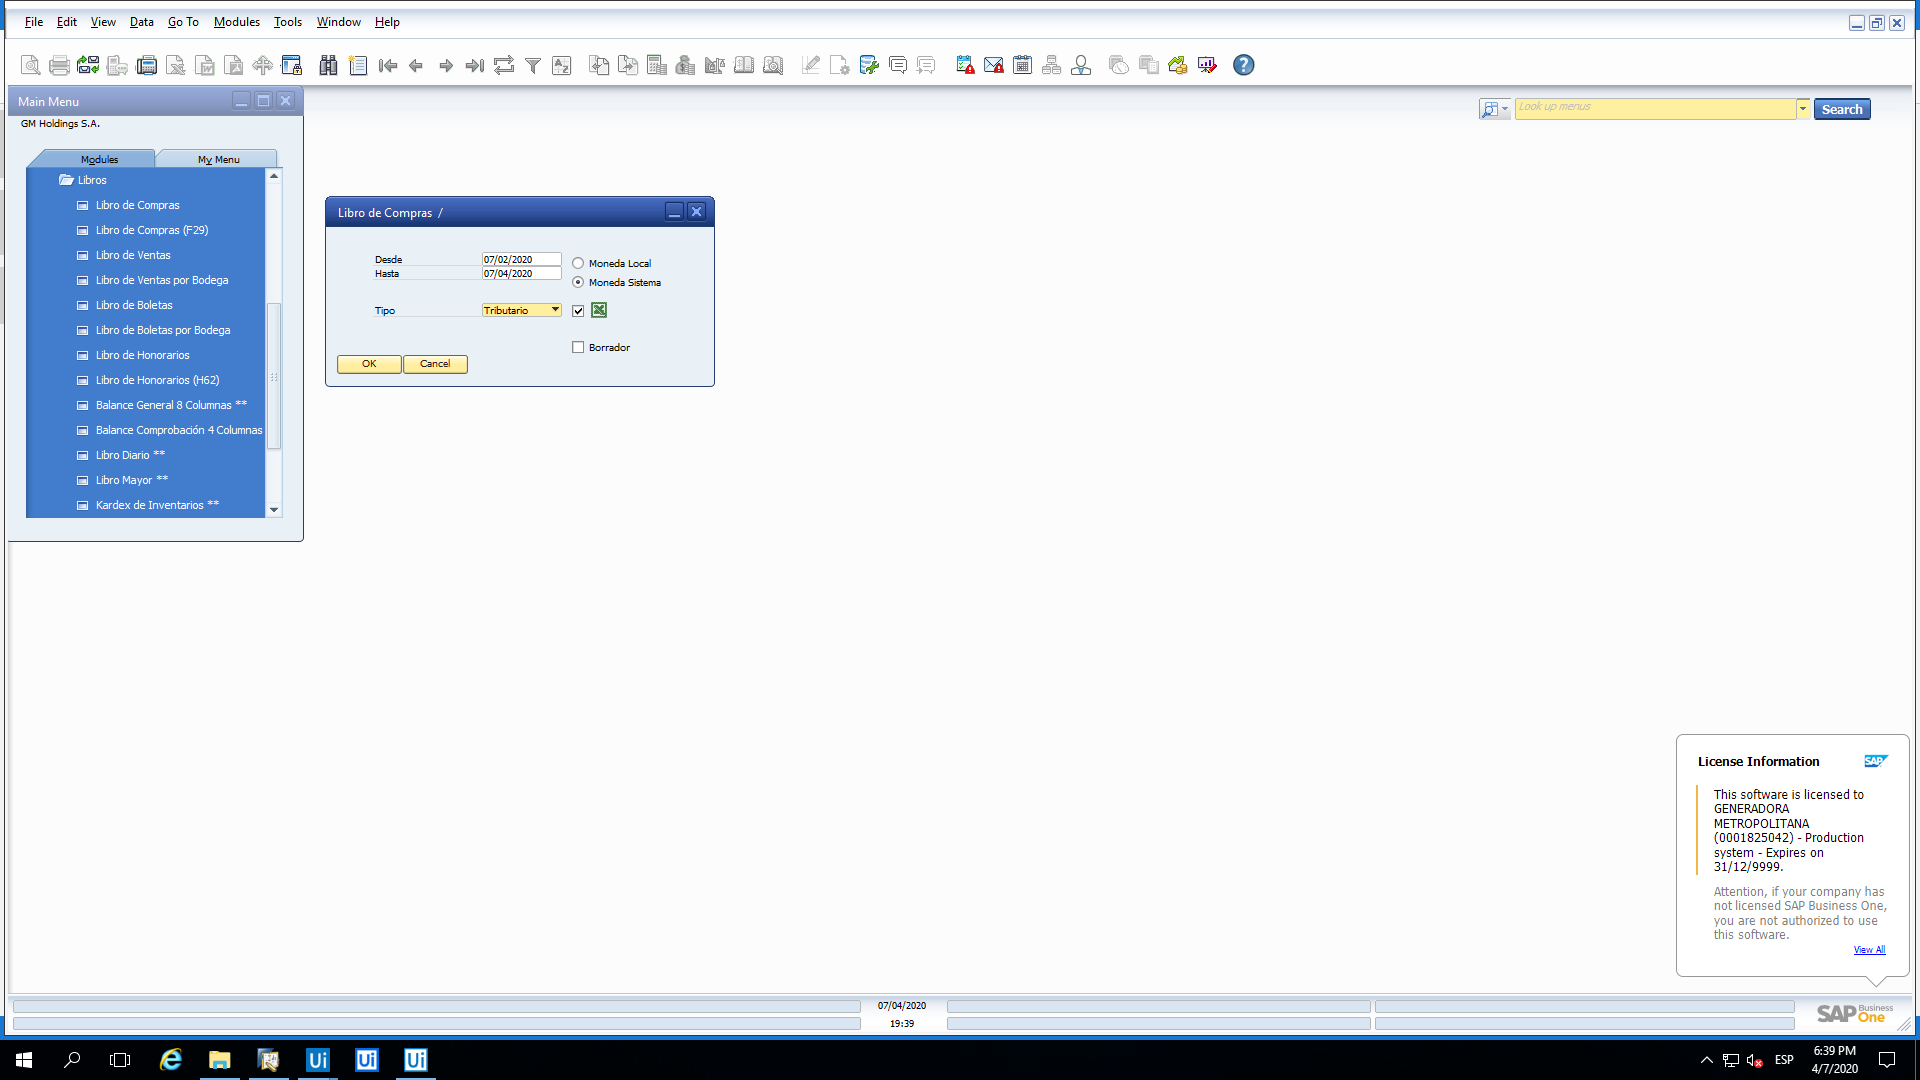 File Edit View Data Go To Modules Tools Window Help
Main Menu
GM Holdings S.A.
Modules My Menu
Libros
Libro de Compras
Libro de Compras (F29)
Libro de Ventas
Libro de Ventas por Bodega
Libro de Boletas
Libro de Boletas por Bodega
Libro de Honorarios
Libro de Honorarios (H62)
Balance General 8 Columnas **
Balance Comprobación 4 Columnas
Libro Diario **
Libro Mayor **
Kardex de Inventarios **
Look up menus Search
Libro de Compras /
Desde 07/02/2020 Moneda Local
Hasta 07/04/2020 Moneda Sistema
Tipo Tributario
Borrador
OK Cancel
License Information SAP
This software is licensed to
GENERADORA
METROPOLITANA
(0001825042) - Production
system - Expires on
31/12/9999.
Attention, if your company has
not licensed SAP Business One,
you are not authorized to use
this software.
View All
07/04/2020
19:39
SAP Business One
Ui Ui Ui
ESP
6:39 PM
4/7/2020